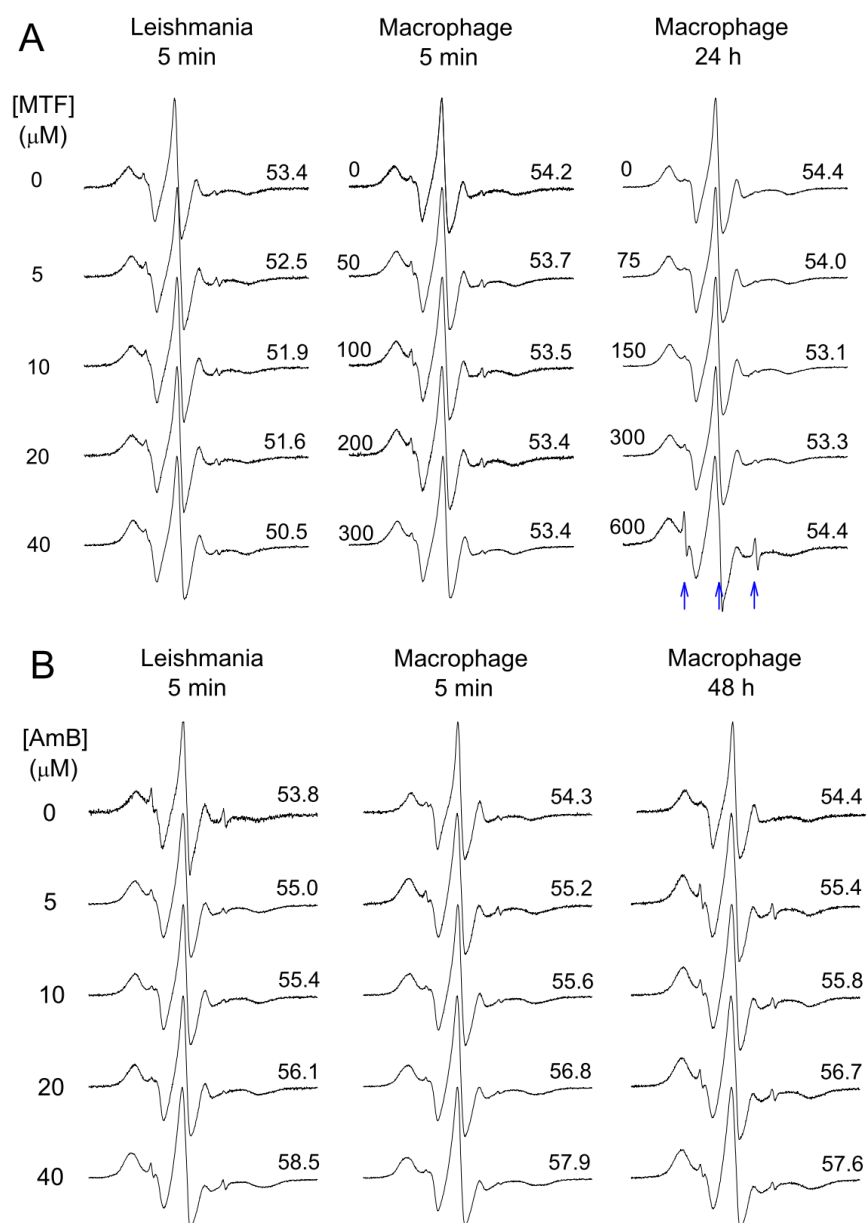 A
Leishmania
5 min
Macrophage
5 min
Macrophage
24 h
[MTF]
(μM)
0
53.4
0
54.2
0
54.4
5
52.5
50
53.7
75
54.0
10
51.9
100
53.5
150
53.1
20
51.6
200
53.4
300
53.3
40
50.5
300
53.4
600
54.4
B
Leishmania
5 min
Macrophage
5 min
Macrophage
48 h
[AmB]
(μM)
0
53.8
54.3
54.4
5
55.0
55.2
55.4
10
55.4
55.6
55.8
20
56.1
56.8
56.7
40
58.5
57.9
57.6